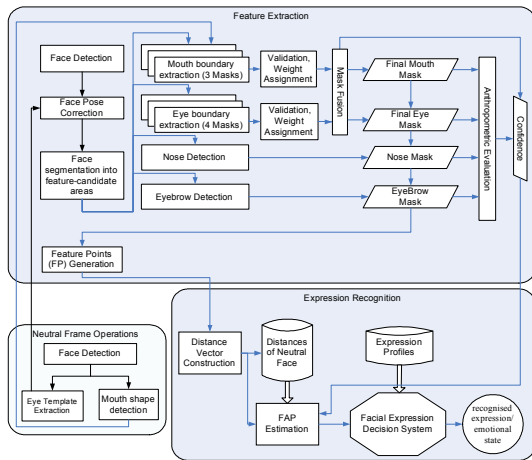 Feature Extraction
Face Detection
Face Pose
Correction
Face
segmentation into
feature-candidate
areas
Mouth boundary
extraction (3 Masks)
Validation,
Weight
Assignment
Eye boundary
extraction (4 Masks)
Validation,
Weight
Assignment
Nose Detection
Eyebrow Detection
Mask Fusion
Final Mouth
Mask
Final Eye
Mask
Nose Mask
EyeBrow
Mask
Anthropometric Evaluation
Confidence
Feature Points
(FP) Generation
Neutral Frame Operations
Face Detection
Eye Template
Extraction
Mouth shape
detection
Expression Recognition
Distance
Vector
Construction
Distances
of Neutral
Face
Expression
Profiles
FAP
Estimation
Facial Expression
Decision System
recognised
expression/
emotional
state